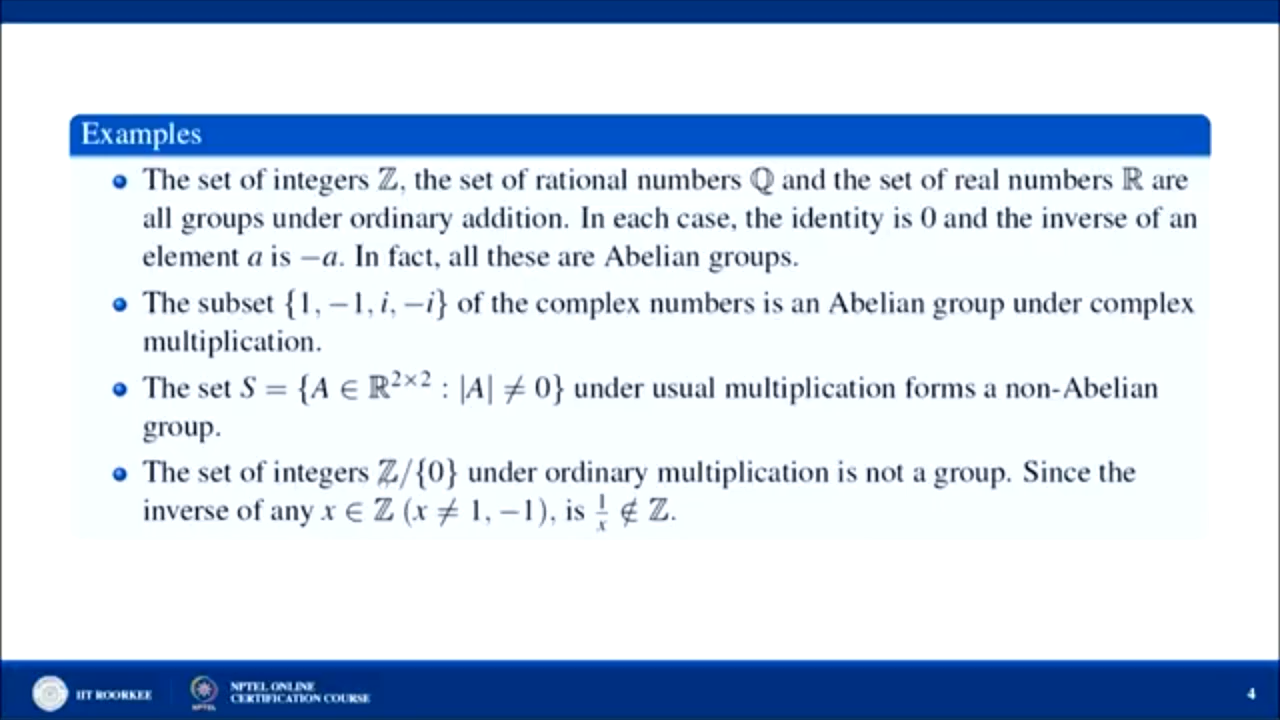 Examples
The set of integers ℤ, the set of rational numbers ℚ and the set of real numbers ℝ are
all groups under ordinary addition. In each case, the identity is 0 and the inverse of an
element a is −a. In fact, all these are Abelian groups.
The subset {1, −1, i, −i} of the complex numbers is an Abelian group under complex
multiplication.
The set S = {A ∈ ℝ^{2×2} : |A| ≠ 0} under usual multiplication forms a non-Abelian
group.
The set of integers ℤ/{0} under ordinary multiplication is not a group. Since the
inverse of any x ∈ ℤ (x ≠ 1, −1), is 1/x ∉ ℤ.
IIT ROORKEE
NPTEL
NPTEL ONLINE
CERTIFICATION COURSE
4